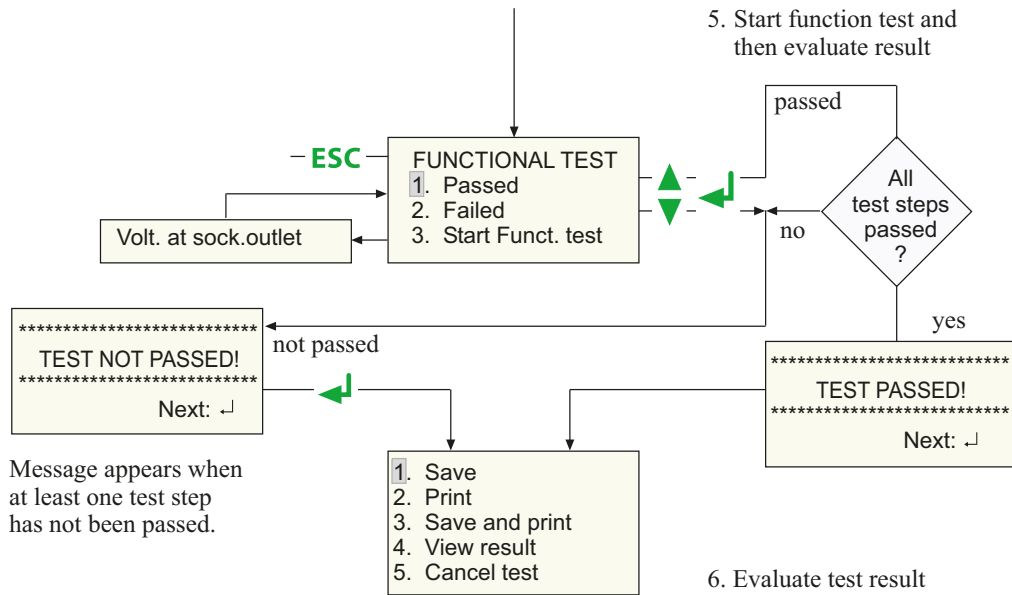 5. Start function test and
then evaluate result
passed
ESC
FUNCTIONAL TEST
1. Passed
2. Failed
3. Start Funct. test
Volt. at sock.outlet
All
test steps
passed
?
no
yes
***************************
TEST NOT PASSED!
***************************
Next: ↵
not passed
***************************
TEST PASSED!
***************************
Next: ↵
Message appears when
at least one test step
has not been passed.
1. Save
2. Print
3. Save and print
4. View result
5. Cancel test
6. Evaluate test result